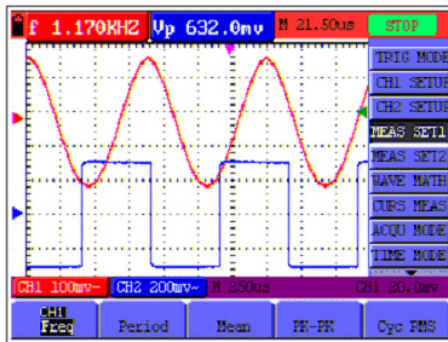 f 1.170KHZ Vp 632.0mv M 21.50us STOP
TRIG MODE
CH1 SETUP
CH2 SETUP
MEAS SET1
MEAS SET2
WAVE MATH
CURS MEAS
ACQU MODE
TIME MODE
CH1 100mv~ CH2 200mv~ M 250us CH1 20.0mv
CH1
Freq Period Mean PK-PK Cyc RMS